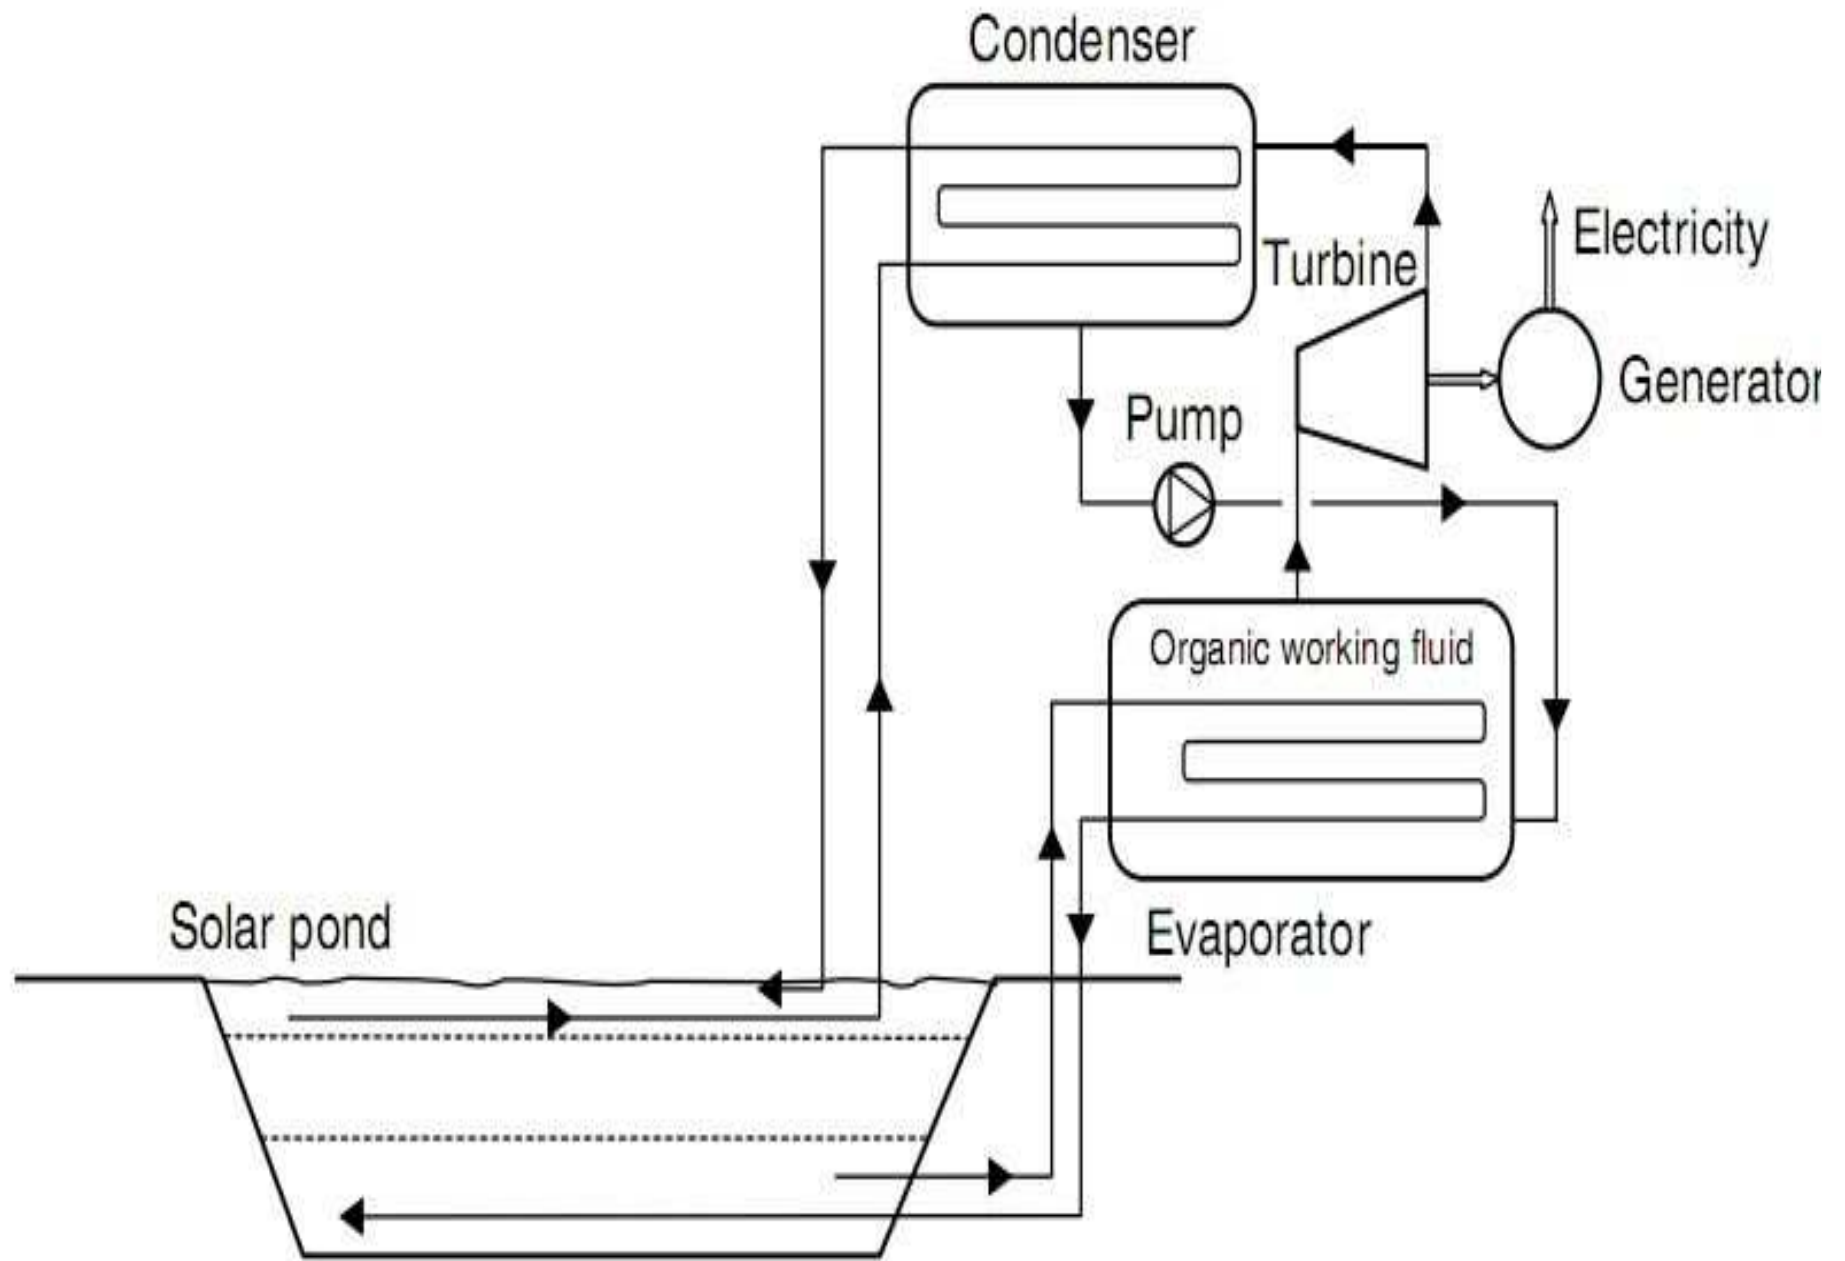 Condenser
Electricity
Turbine
Generator
Pump
Organic working fluid
Solar pond
Evaporator